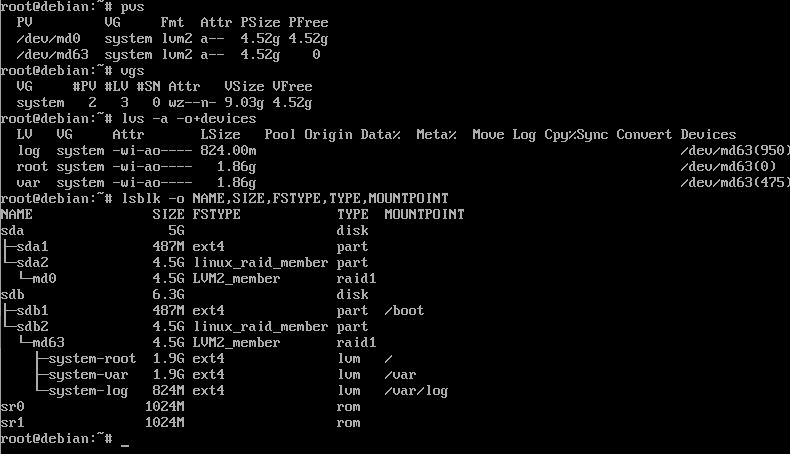 root@debian:~# pvs
  PV         VG     Fmt  Attr PSize PFree
  /dev/md0   system lvm2 a--  4.52g 4.52g
  /dev/md63  system lvm2 a--  4.52g    0
root@debian:~# vgs
  VG     #PV #LV #SN Attr   VSize VFree
  system   2   3   0 wz--n- 9.03g 4.52g
root@debian:~# lvs -a -o+devices
  LV   VG     Attr       LSize   Pool Origin Data%  Meta%  Move Log Cpy%Sync Convert Devices
  log  system -wi-ao---- 824.00m                                                     /dev/md63(950)
  root system -wi-ao----   1.86g                                                     /dev/md63(0)
  var  system -wi-ao----   1.86g                                                     /dev/md63(475)
root@debian:~# lsblk -o NAME,SIZE,FSTYPE,TYPE,MOUNTPOINT
NAME                SIZE FSTYPE            TYPE  MOUNTPOINT
sda                   5G                   disk
├─sda1              487M ext4              part
└─sda2              4.5G linux_raid_member part
  └─md0             4.5G LVM2_member       raid1
sdb                 6.3G                   disk
├─sdb1              487M ext4              part  /boot
└─sdb2              4.5G linux_raid_member part
  └─md63            4.5G LVM2_member       raid1
    ├─system-root   1.9G ext4              lvm   /
    ├─system-var    1.9G ext4              lvm   /var
    └─system-log    824M ext4              lvm   /var/log
sr0                1024M                   rom
sr1                1024M                   rom
root@debian:~# _